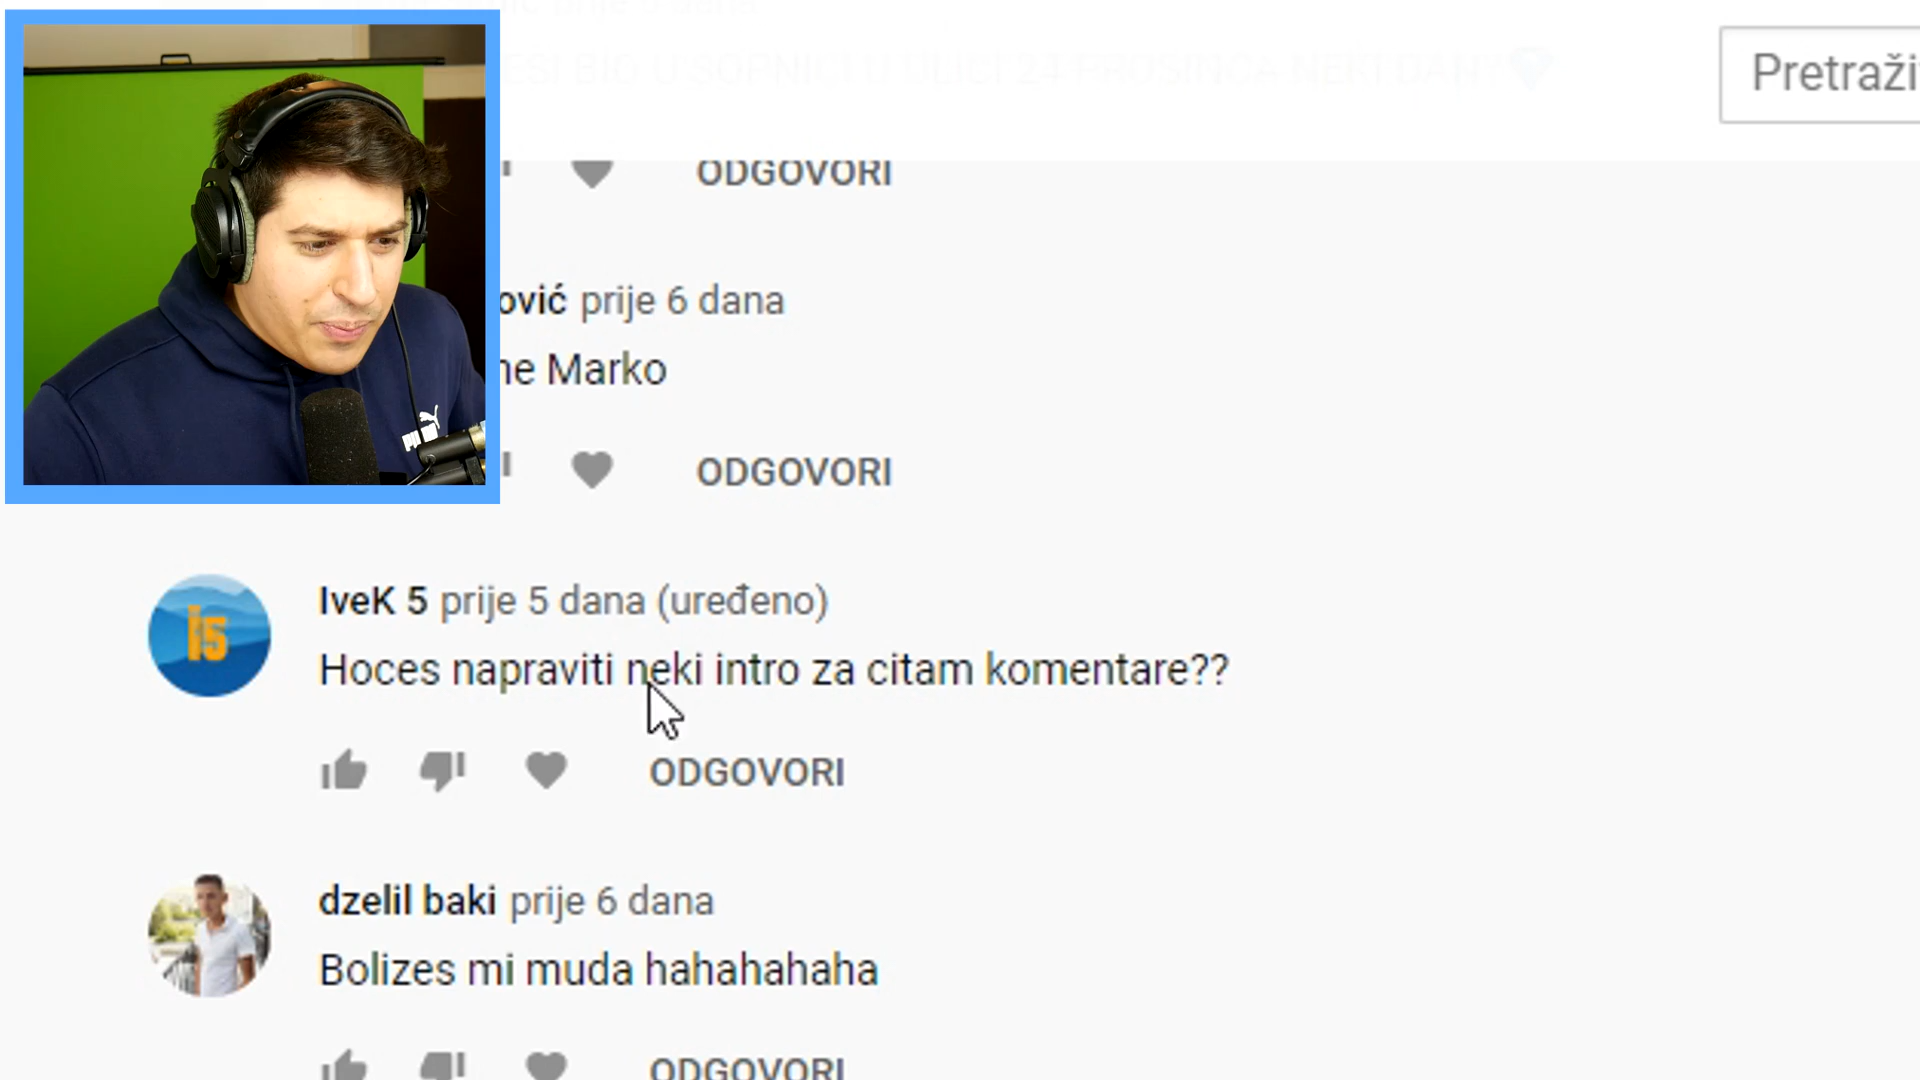 Pretraži
ODGOVORI
ović prije 6 dana
ne Marko
ODGOVORI
i5
IveK 5 prije 5 dana (uređeno)
Hoces napraviti neki intro za citam komentare??
ODGOVORI
dzelil baki prije 6 dana
Bolizes mi muda hahahahaha
ODGOVORI